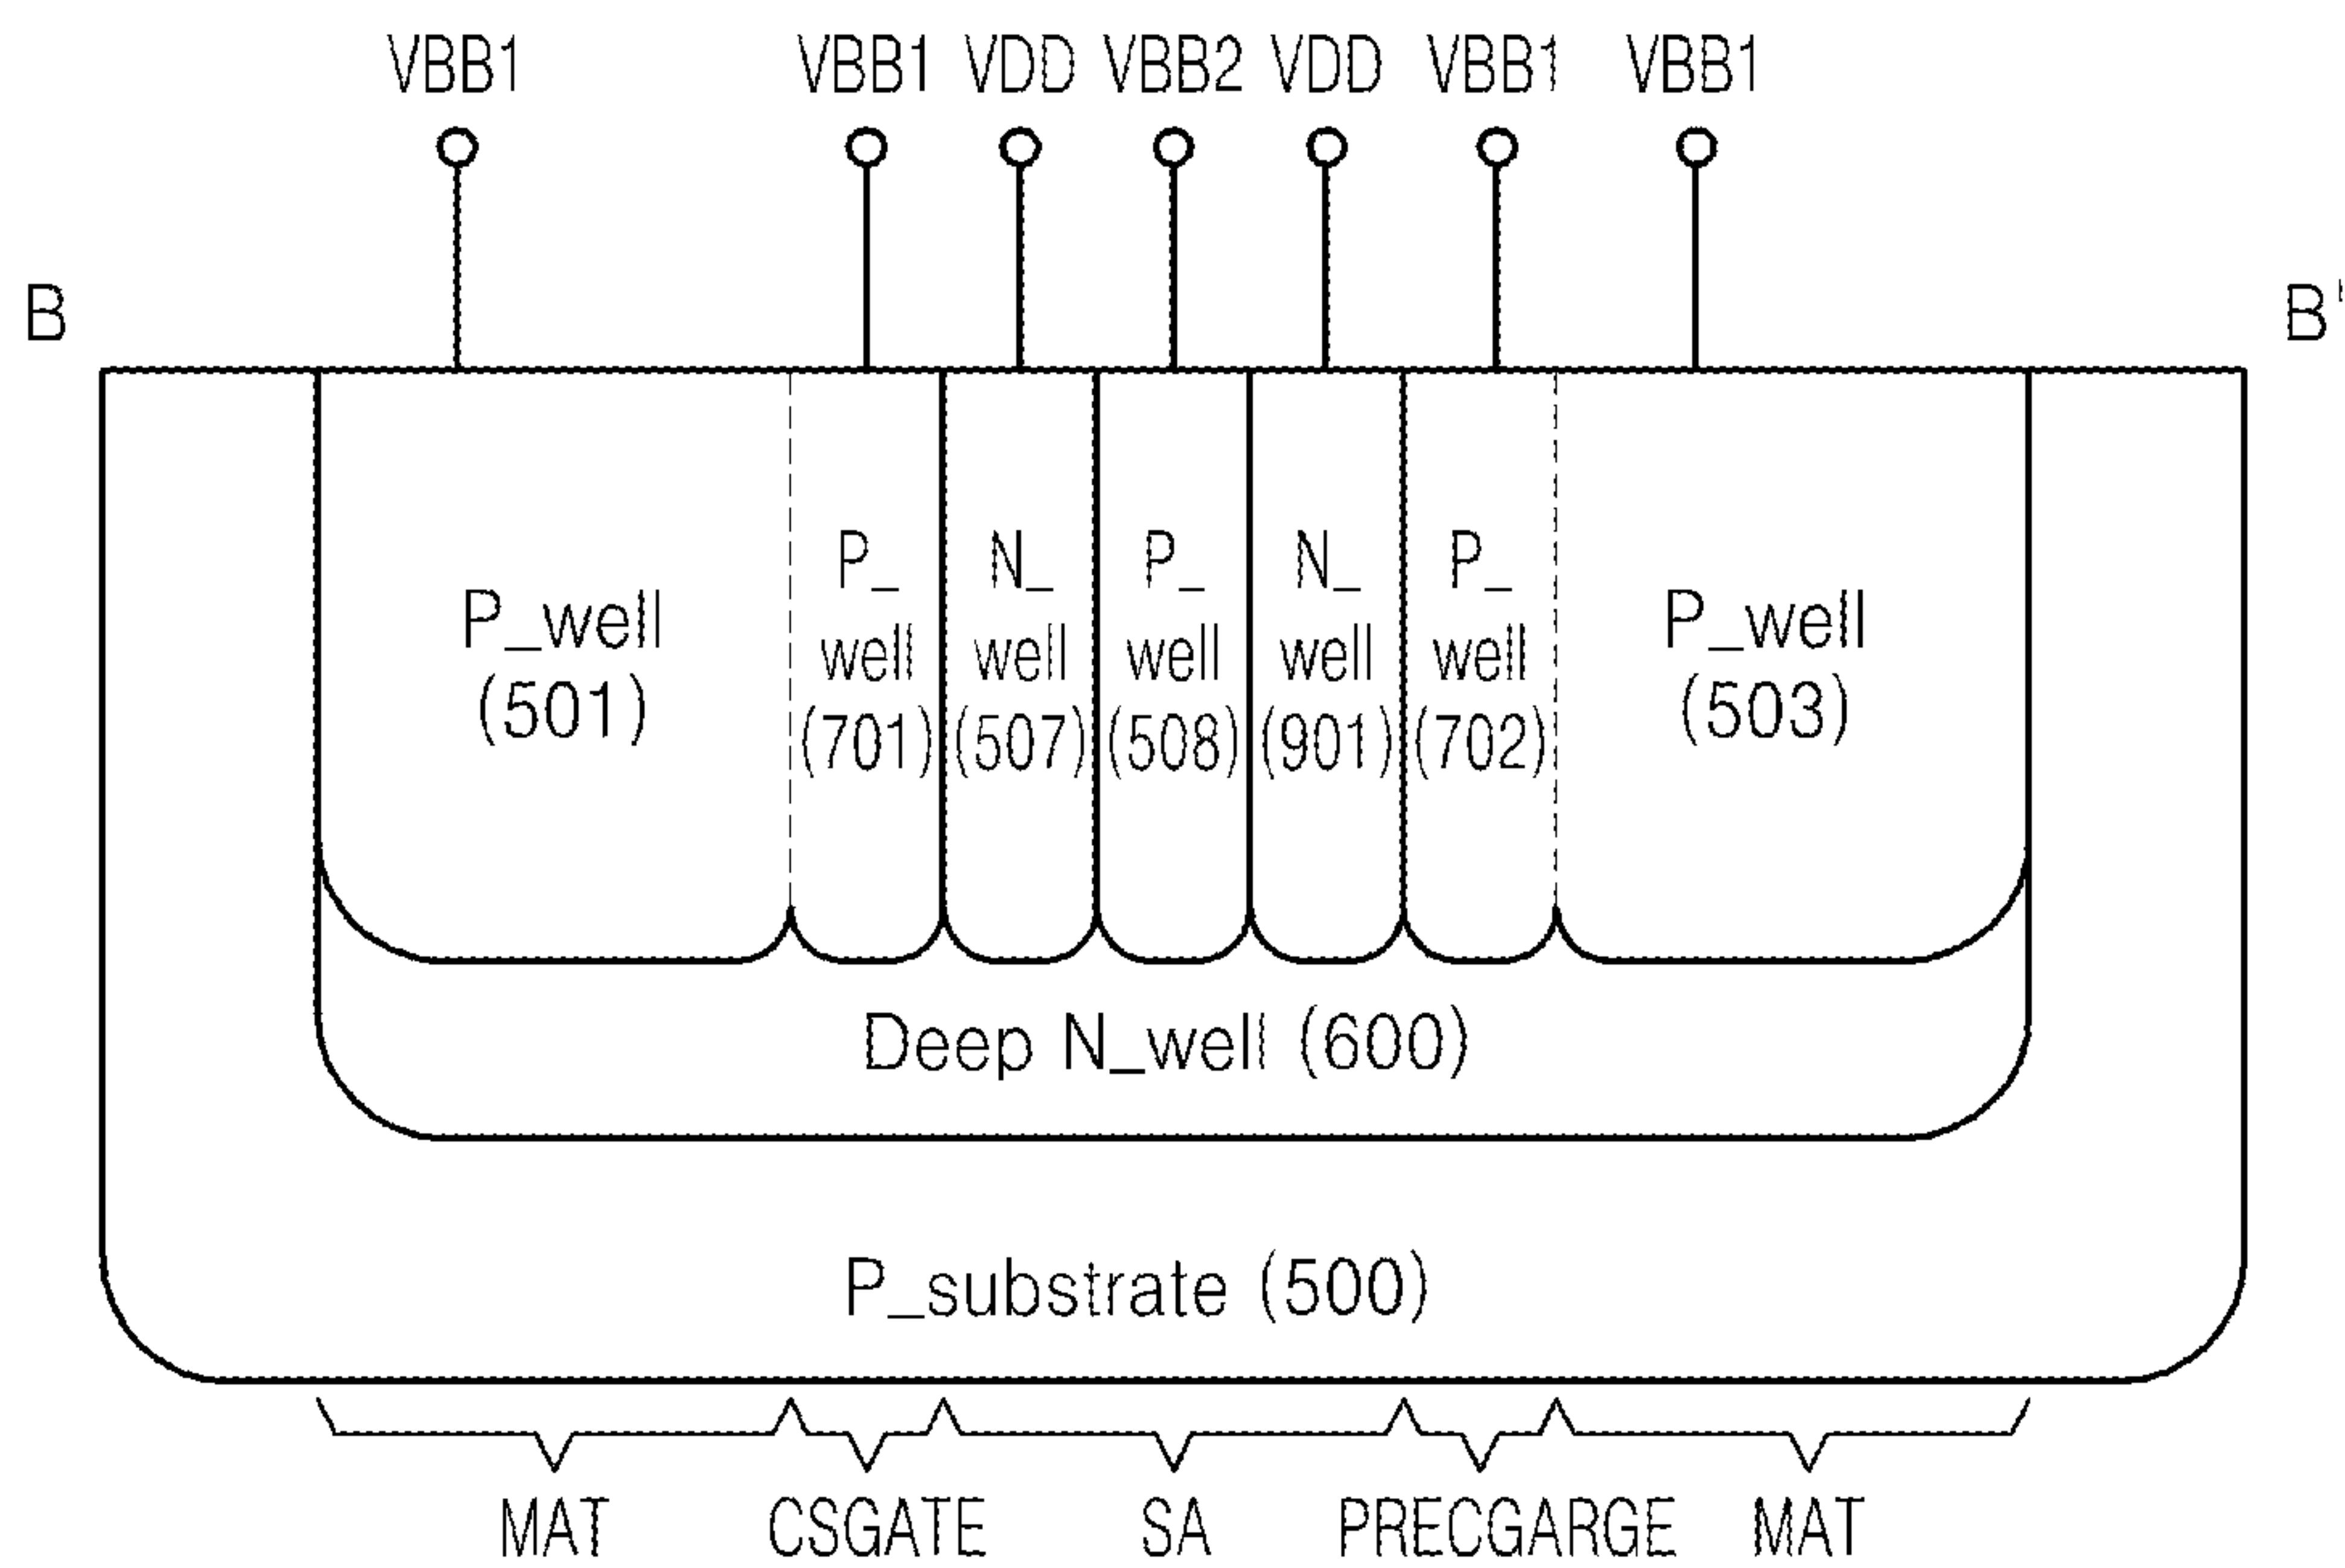 VBB1 VBB1 VDD VBB2 VDD VBB1 VBB1
B B'
P_well
(501)
P_
well
(701)
N_
well
(507)
P_
well
(508)
N_
well
(901)
P_
well
(702)
P_well
(503)
Deep N_well (600)
P_substrate (500)
MAT CSGATE SA PRECGARGE MAT